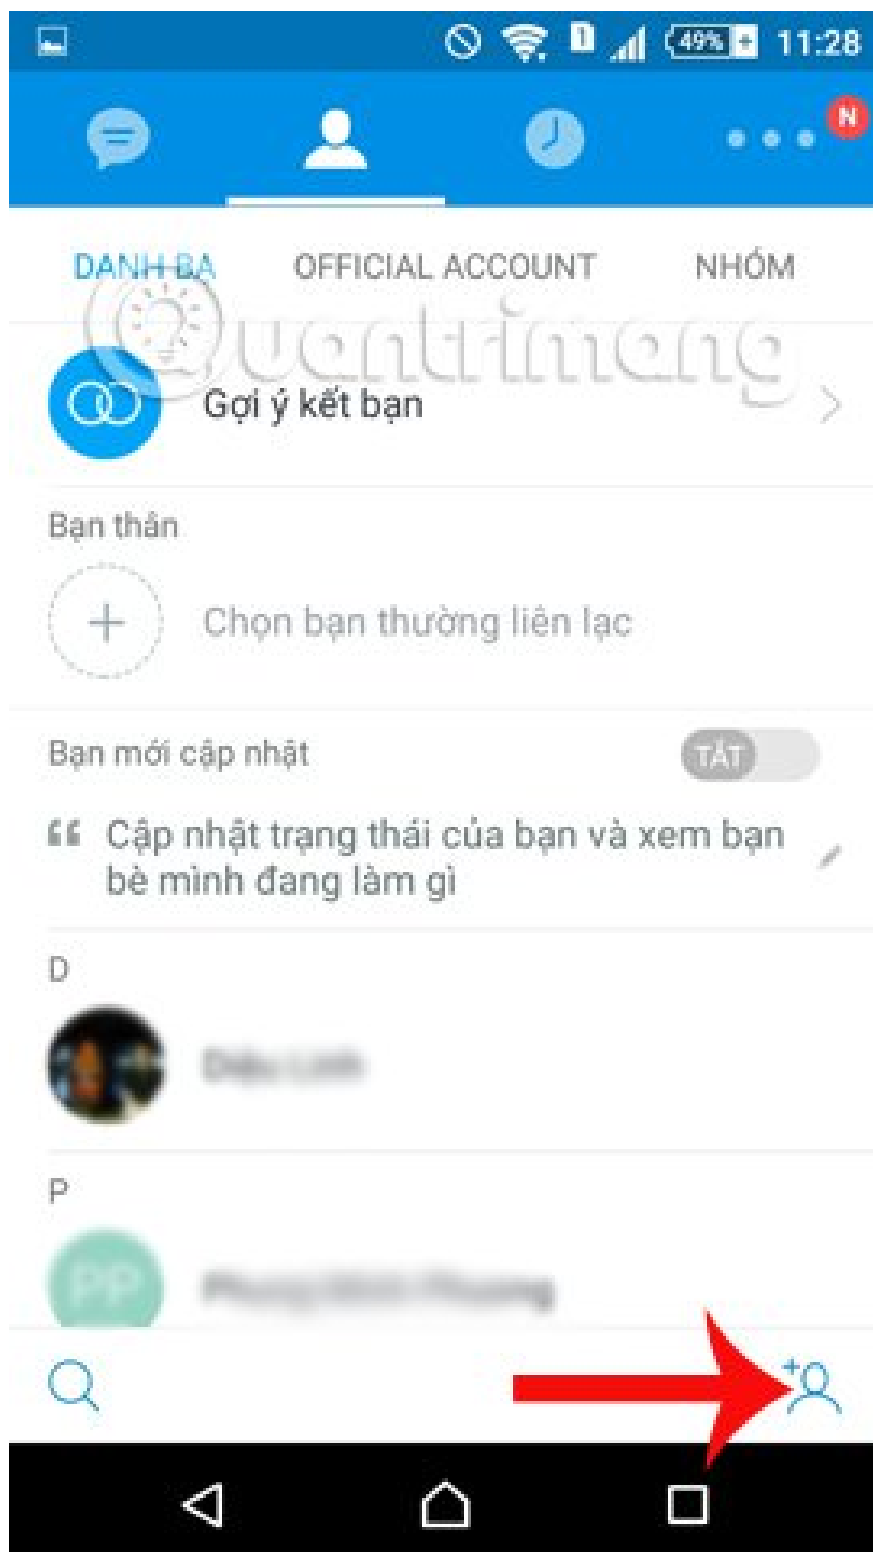 1 49% 11:28
N
DANH BẠ OFFICIAL ACCOUNT NHÓM
Quantrimang
Gợi ý kết bạn
Bạn thân
Chọn bạn thường liên lạc
Bạn mới cập nhật TẮT
Cập nhật trạng thái của bạn và xem bạn
bè mình đang làm gì
D
P
PP